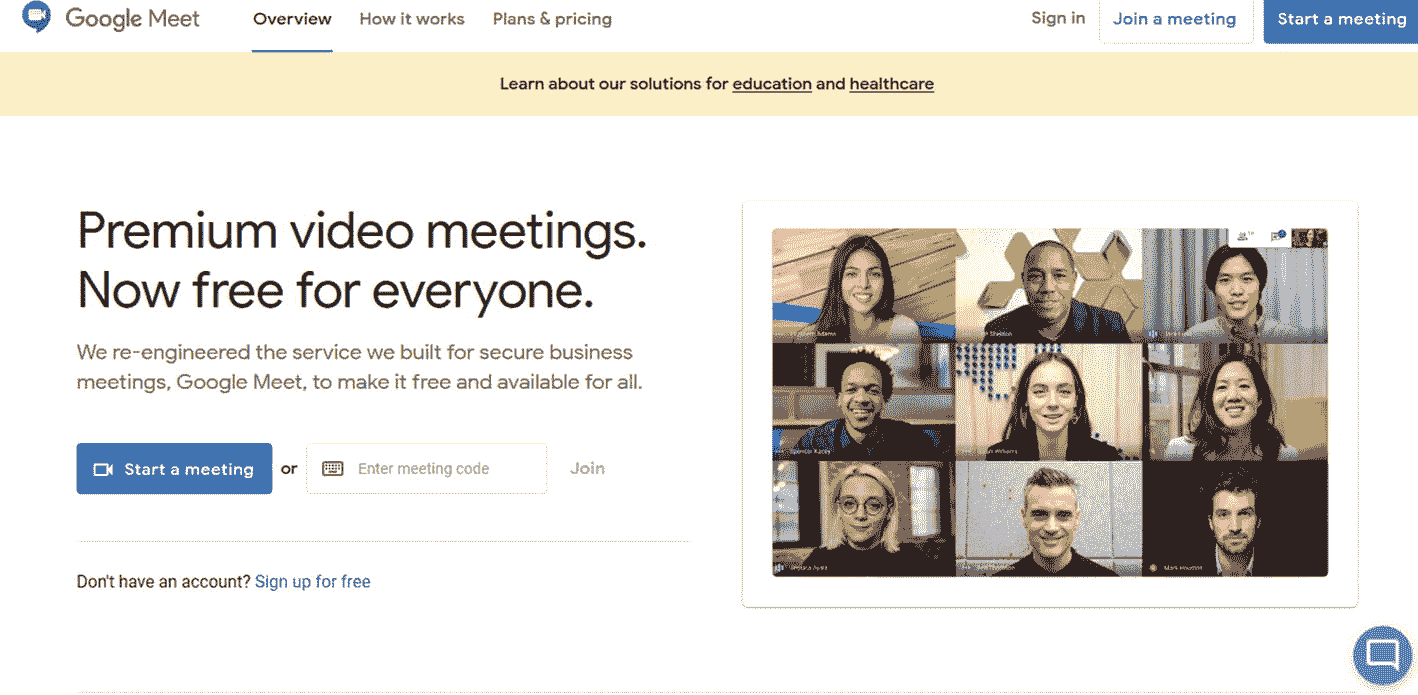 Google Meet
Overview
How it works
Plans & pricing
Sign in
Join a meeting
Start a meeting
Learn about our solutions for education and healthcare
Premium video meetings.
Now free for everyone.
We re-engineered the service we built for secure business
meetings, Google Meet, to make it free and available for all.
Start a meeting
or
Enter meeting code
Join
Don't have an account? Sign up for free